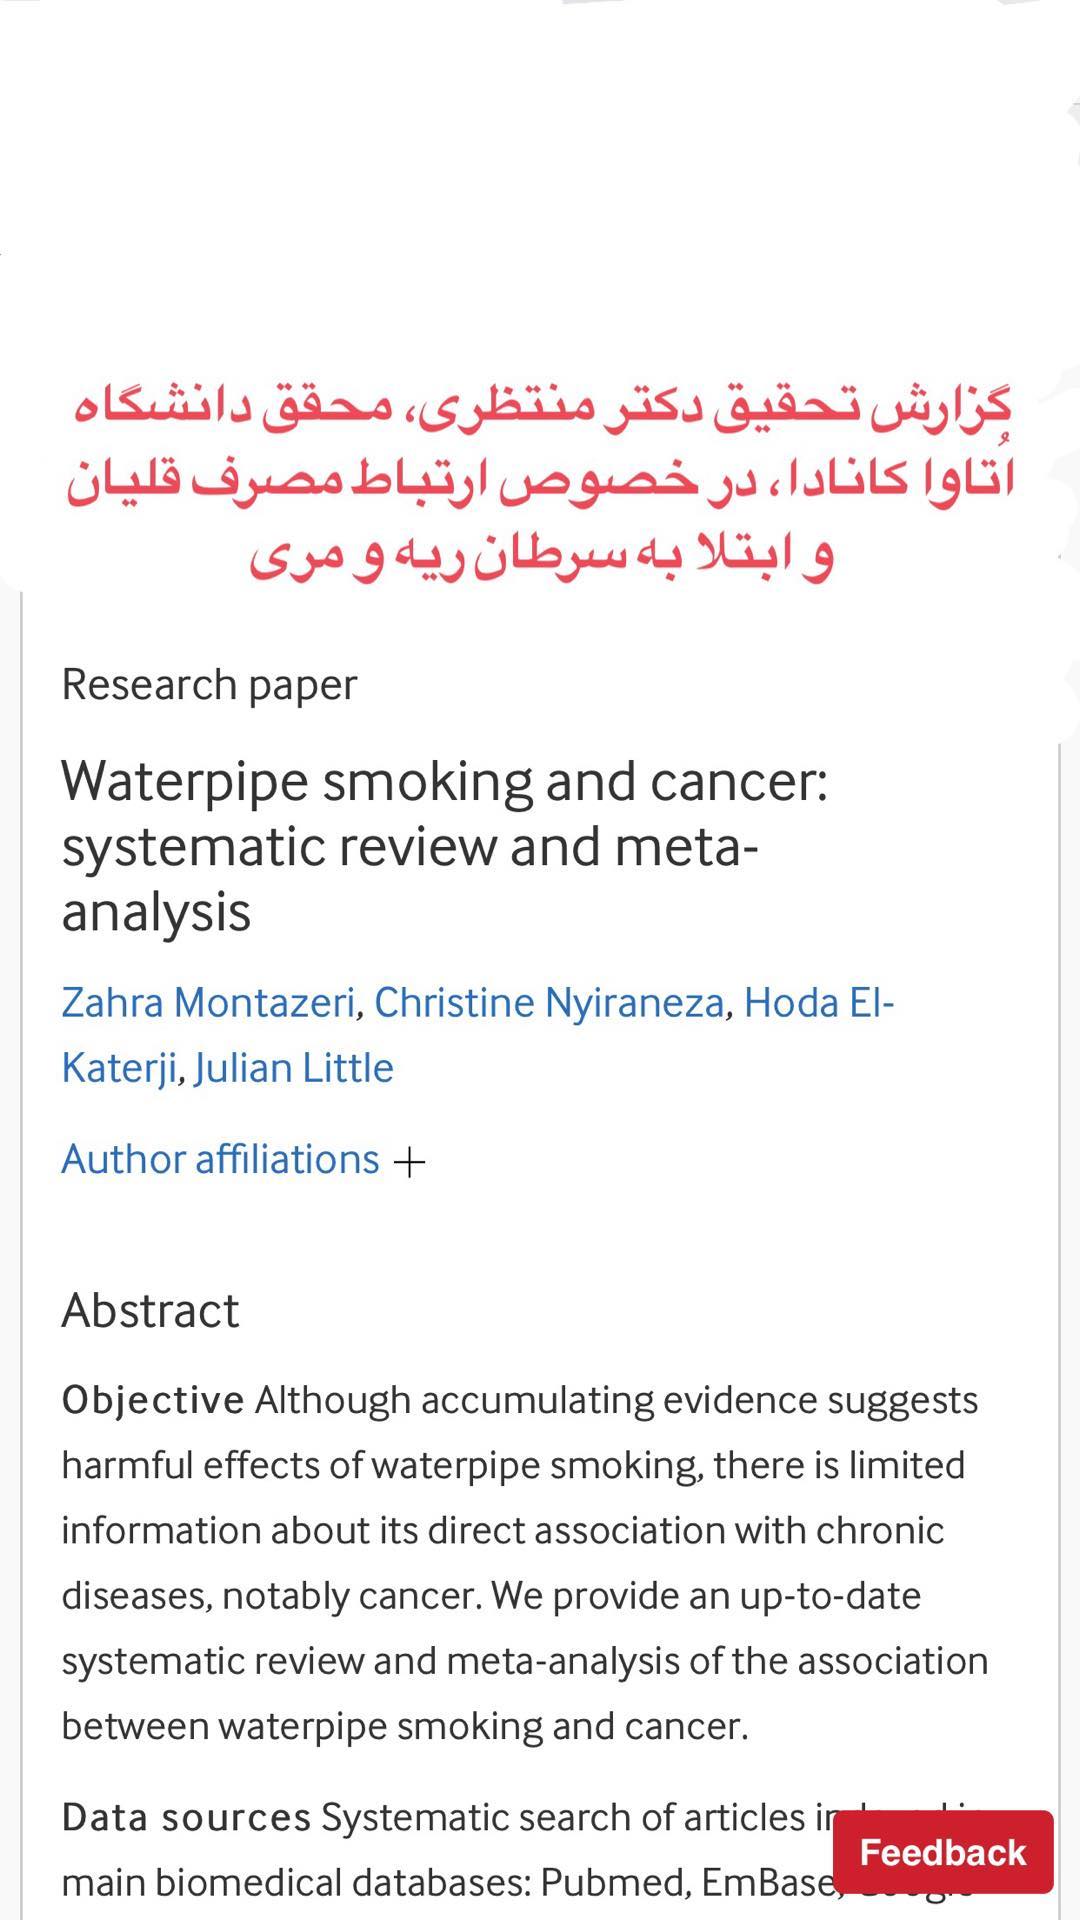 گزارش تحقیق دکتر منتظری، محقق دانشگاه
اُتاوا کانادا، در خصوص ارتباط مصرف قلیان
و ابتلا به سرطان ریه و مری
Research paper
Waterpipe smoking and cancer:
systematic review and meta-
analysis
Zahra Montazeri, Christine Nyiraneza, Hoda El-
Katerji, Julian Little
Author affiliations +
Abstract
Objective Although accumulating evidence suggests
harmful effects of waterpipe smoking, there is limited
information about its direct association with chronic
diseases, notably cancer. We provide an up-to-date
systematic review and meta-analysis of the association
between waterpipe smoking and cancer.
Data sources Systematic search of articles
main biomedical databases: Pubmed, EmBase,
Feedback